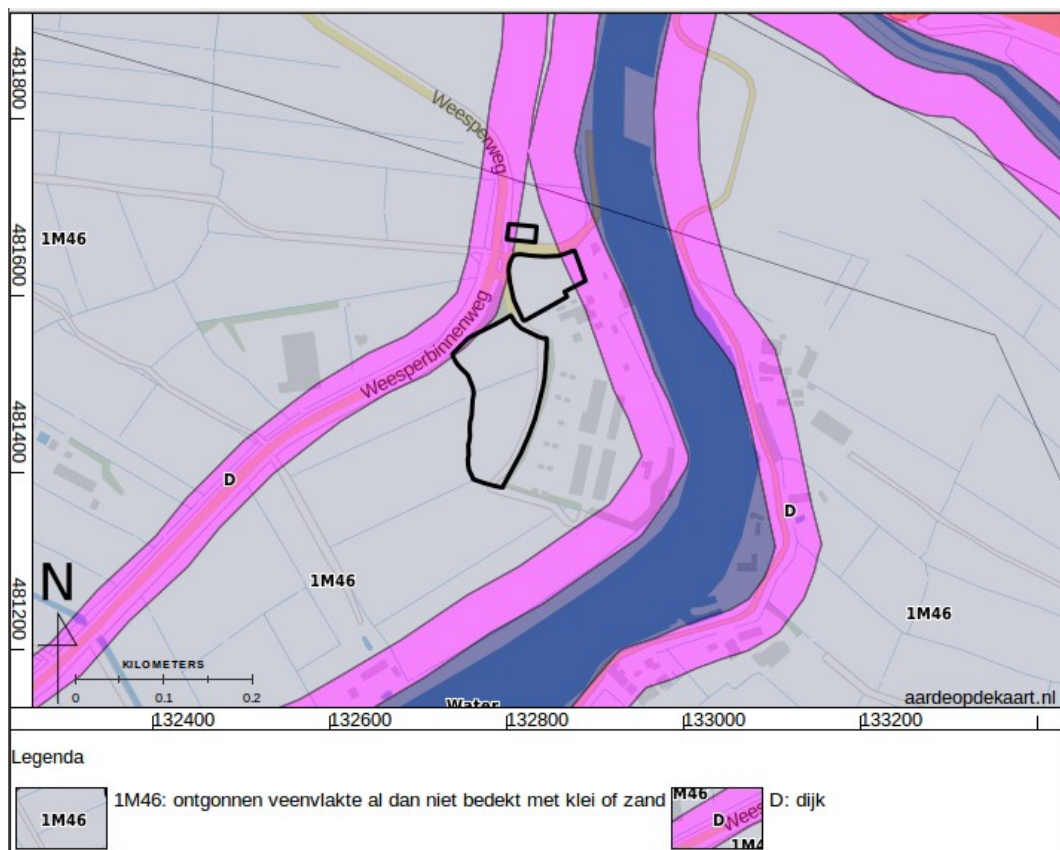 481800
481600
481400
481200
Weesperweg
1M46
Weesperbinnenweg
D
D
1M46
1M46
N
KILOMETERS
0 0.1 0.2
Water
aardeopdekaart.nl
132400 132600 132800 133000 133200
Legenda
1M46
1M46: ontgonnen veenvlakte al dan niet bedekt met klei of zand
M46
D
Wees
1M4
D: dijk